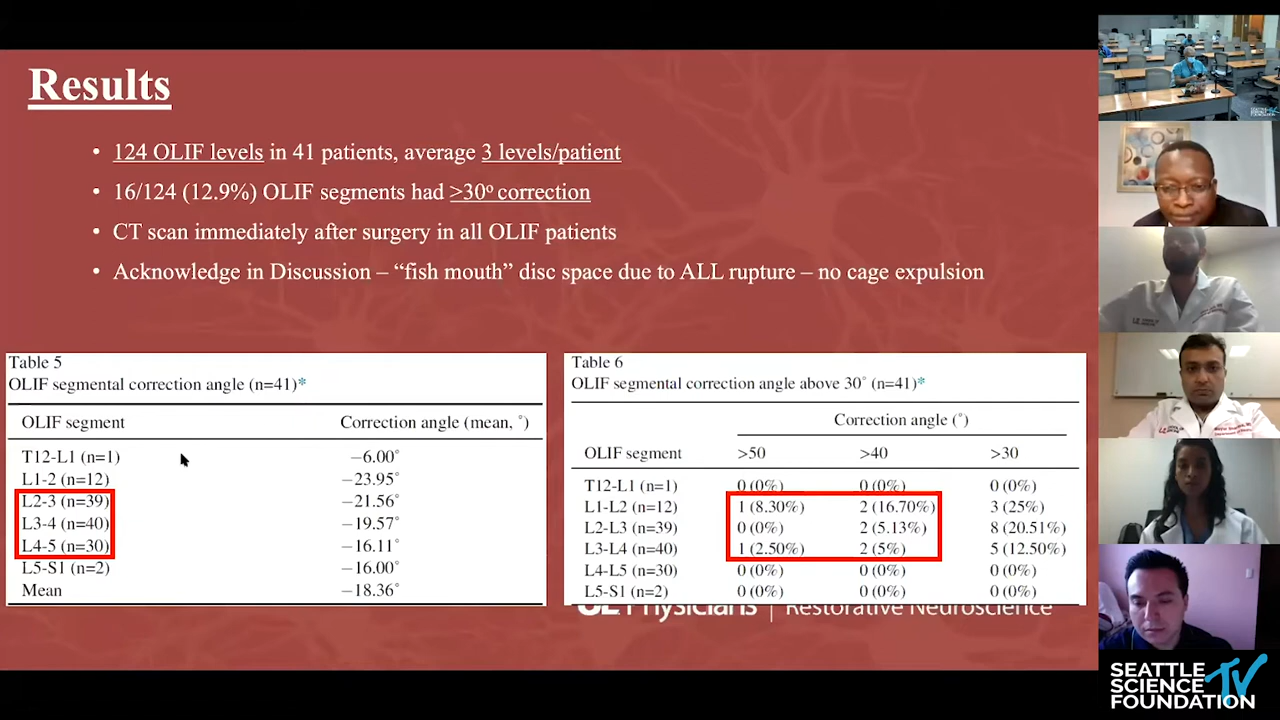 Results
• 124 OLIF levels in 41 patients, average 3 levels/patient
• 16/124 (12.9%) OLIF segments had >30° correction
• CT scan immediately after surgery in all OLIF patients
• Acknowledge in Discussion – “fish mouth” disc space due to ALL rupture – no cage expulsion
Table 5
OLIF segmental correction angle (n=41)*
OLIF segment Correction angle (mean, °)
T12-L1 (n=1) −6.00°
L1-2 (n=12) −23.95°
L2-3 (n=39) −21.56°
L3-4 (n=40) −19.57°
L4-5 (n=30) −16.11°
L5-S1 (n=2) −16.00°
Mean −18.36°
Table 6
OLIF segmental correction angle above 30° (n=41)*
Correction angle (°)
OLIF segment >50 >40 >30
T12-L1 (n=1) 0 (0%) 0 (0%) 0 (0%)
L1-L2 (n=12) 1 (8.30%) 2 (16.70%) 3 (25%)
L2-L3 (n=39) 0 (0%) 2 (5.13%) 8 (20.51%)
L3-L4 (n=40) 1 (2.50%) 2 (5%) 5 (12.50%)
L4-L5 (n=30) 0 (0%) 0 (0%) 0 (0%)
L5-S1 (n=2) 0 (0%) 0 (0%) 0 (0%)
Physicians | Restorative Neuroscience
SEATTLE
SCIENCE
FOUNDATION
TV